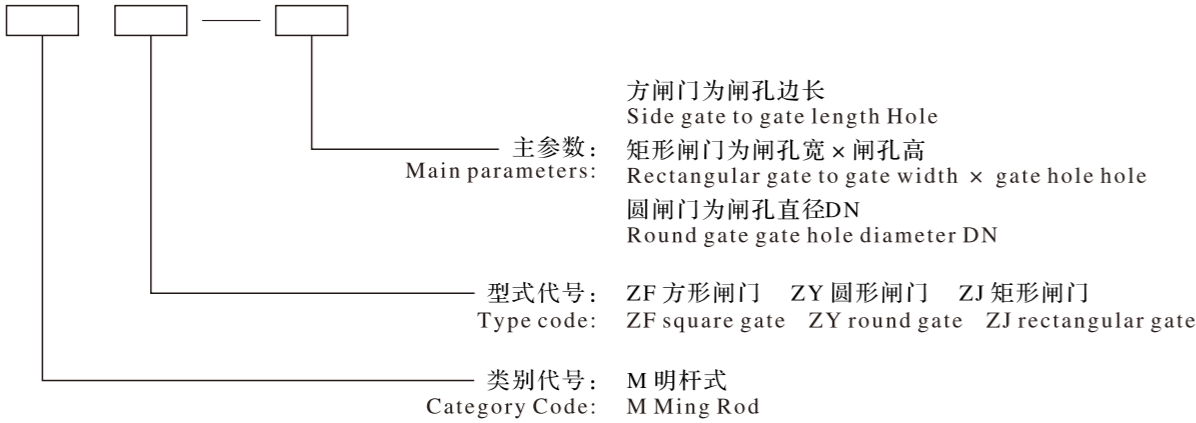 方闸门为闸孔边长
Side gate to gate length Hole
主参数： 矩形闸门为闸孔宽 × 闸孔高
Main parameters: Rectangular gate to gate width × gate hole hole
圆闸门为闸孔直径DN
Round gate gate hole diameter DN
型式代号： ZF 方形闸门 ZY 圆形闸门 ZJ 矩形闸门
Type code: ZF square gate ZY round gate ZJ rectangular gate
类别代号： M 明杆式
Category Code: M Ming Rod